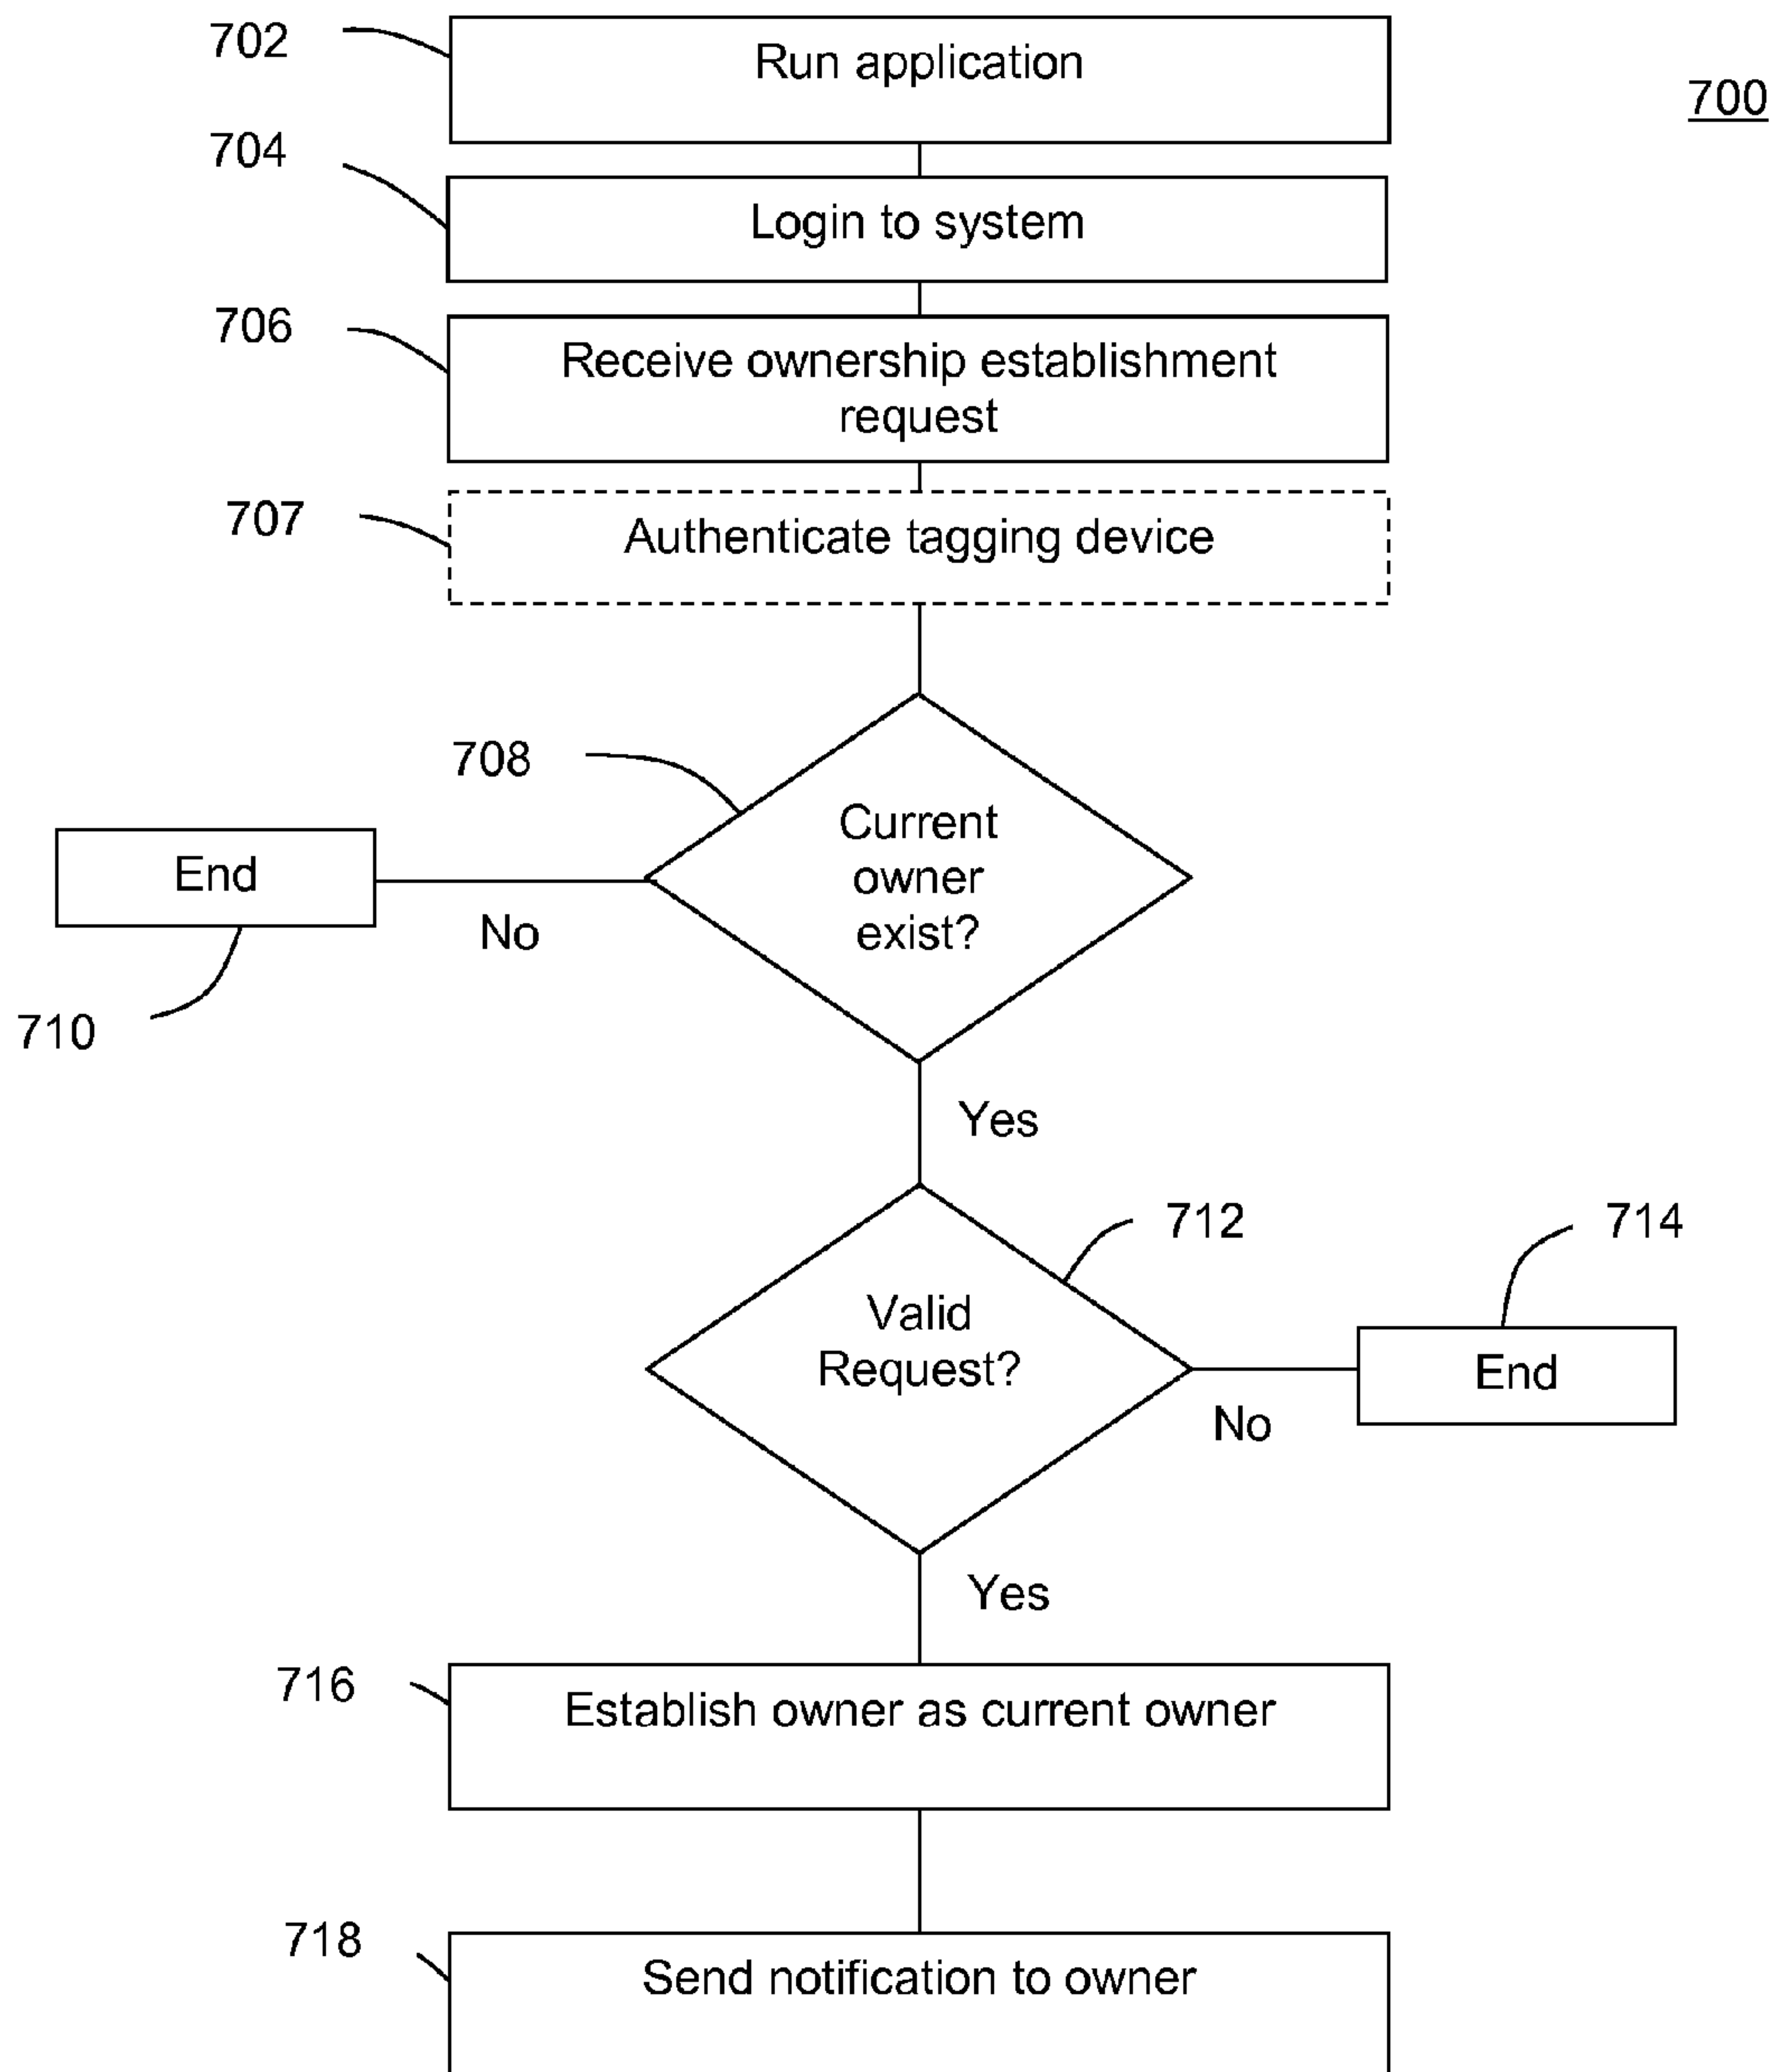 702
Run application
700
704
Login to system
706
Receive ownership establishment
request
707
Authenticate tagging device
708
Current
owner
exist?
End
No
710
Yes
712
714
Valid
Request?
End
No
Yes
716
Establish owner as current owner
718
Send notification to owner